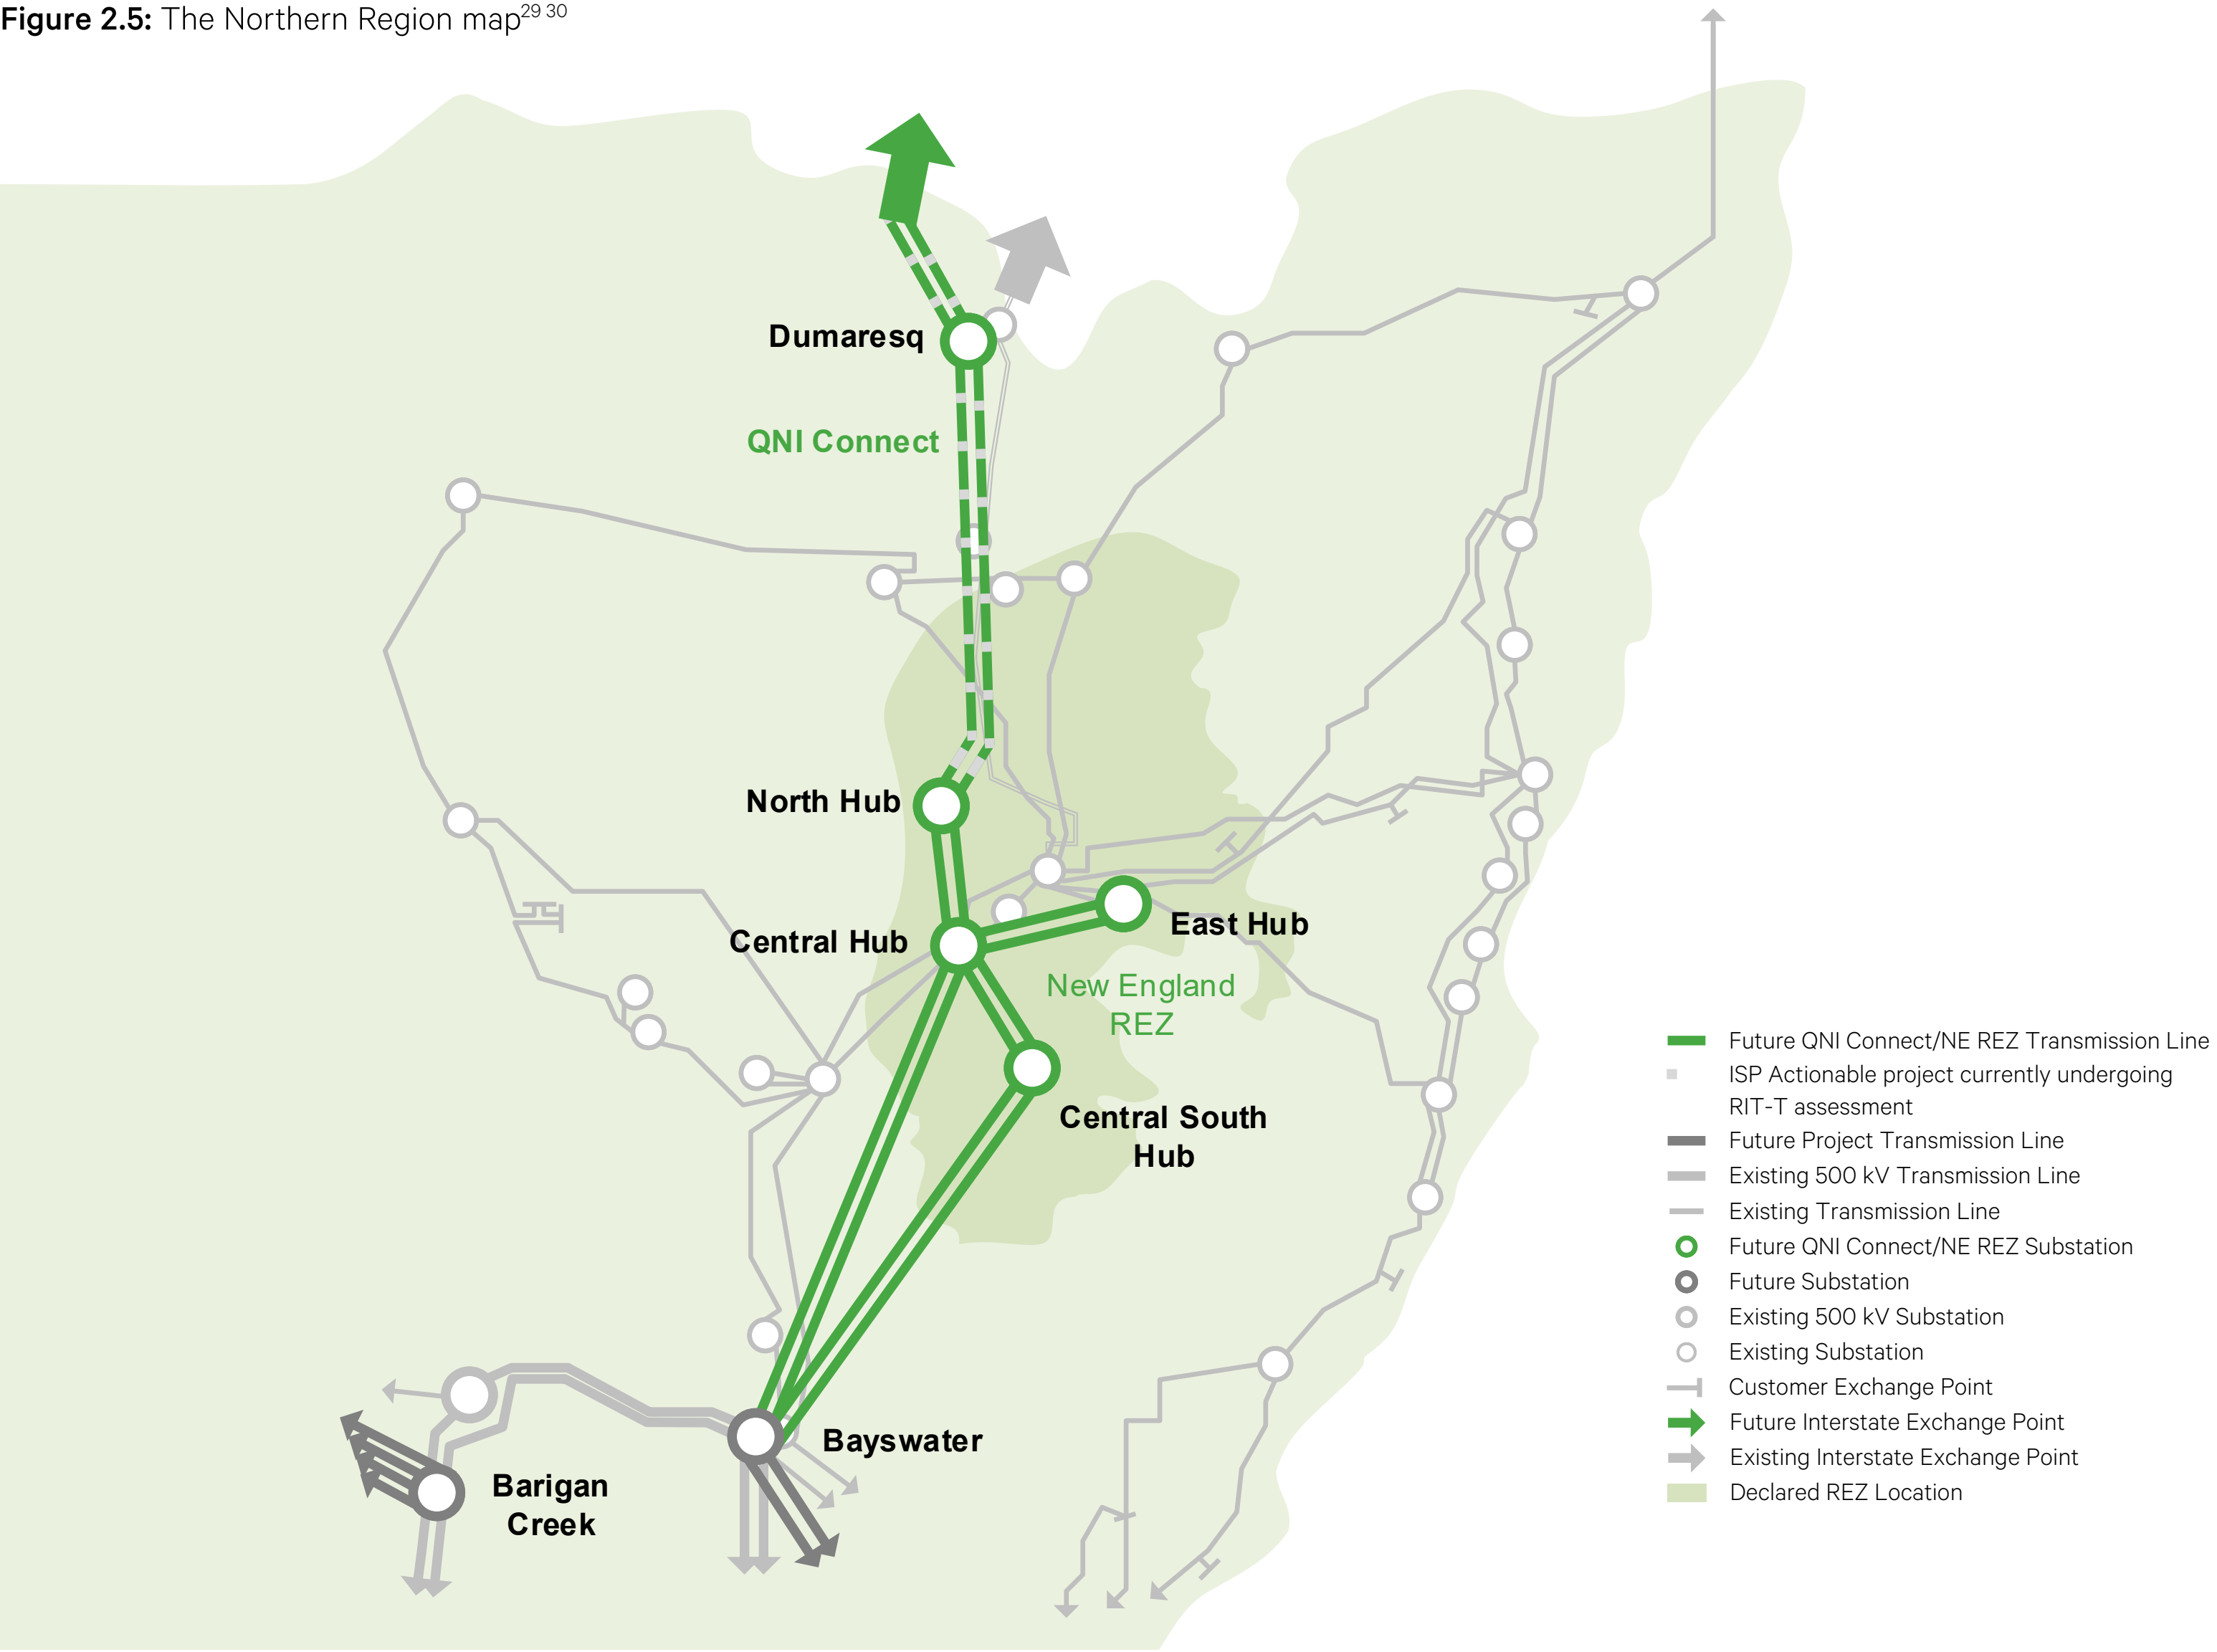 Figure 2.5: The Northern Region map29 30
Dumaresq
QNI Connect
North Hub
Central Hub
East Hub
New England
REZ
Central South
Hub
Bayswater
Barigan
Creek
Future QNI Connect/NE REZ Transmission Line
ISP Actionable project currently undergoing
RIT-T assessment
Future Project Transmission Line
Existing 500 kV Transmission Line
Existing Transmission Line
Future QNI Connect/NE REZ Substation
Future Substation
Existing 500 kV Substation
Existing Substation
Customer Exchange Point
Future Interstate Exchange Point
Existing Interstate Exchange Point
Declared REZ Location